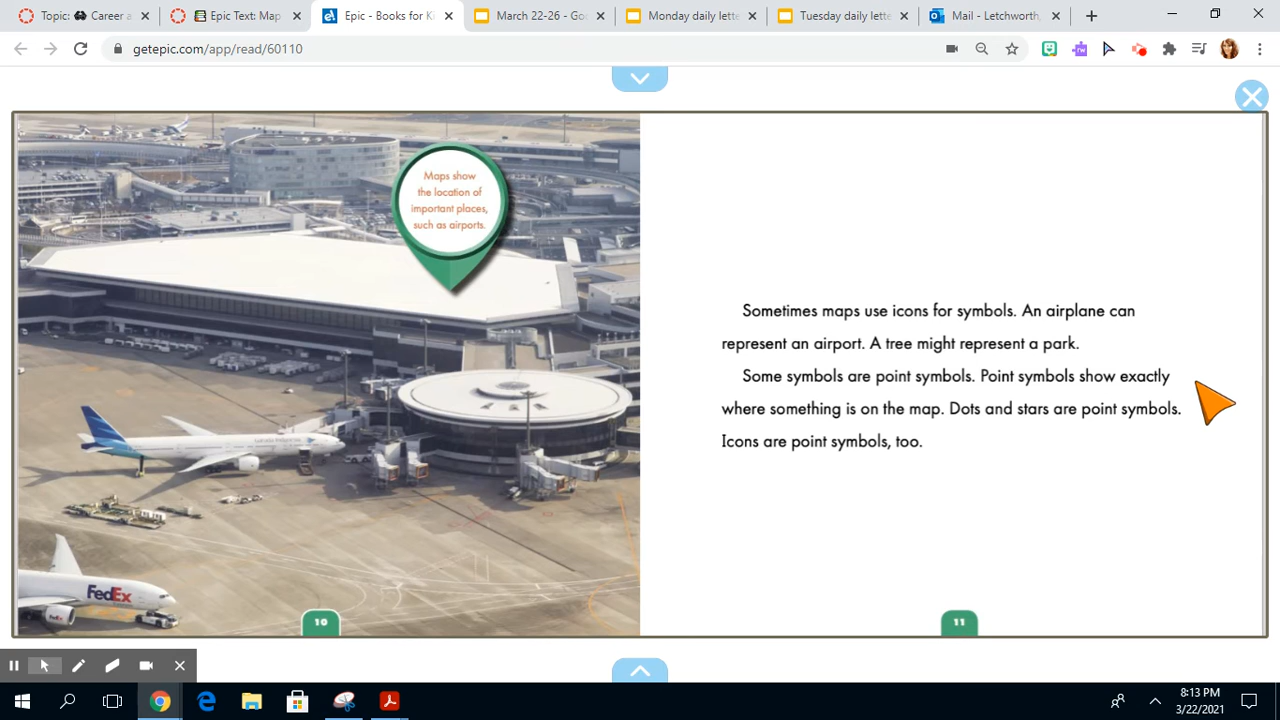 Topic: 
Career a
Epic Text: Map
Epic - Books for Ki
March 22-26 - Go
Monday daily lette
Tuesday daily lette
Mail - Letchworth,
getepic.com/app/read/60110
Maps show
the location of
important places,
such as airports.
FedEx
FedEx
10
Sometimes maps use icons for symbols. An airplane can
represent an airport. A tree might represent a park.
Some symbols are point symbols. Point symbols show exactly
where something is on the map. Dots and stars are point symbols.
Icons are point symbols, too.
11
8:13 PM
3/22/2021